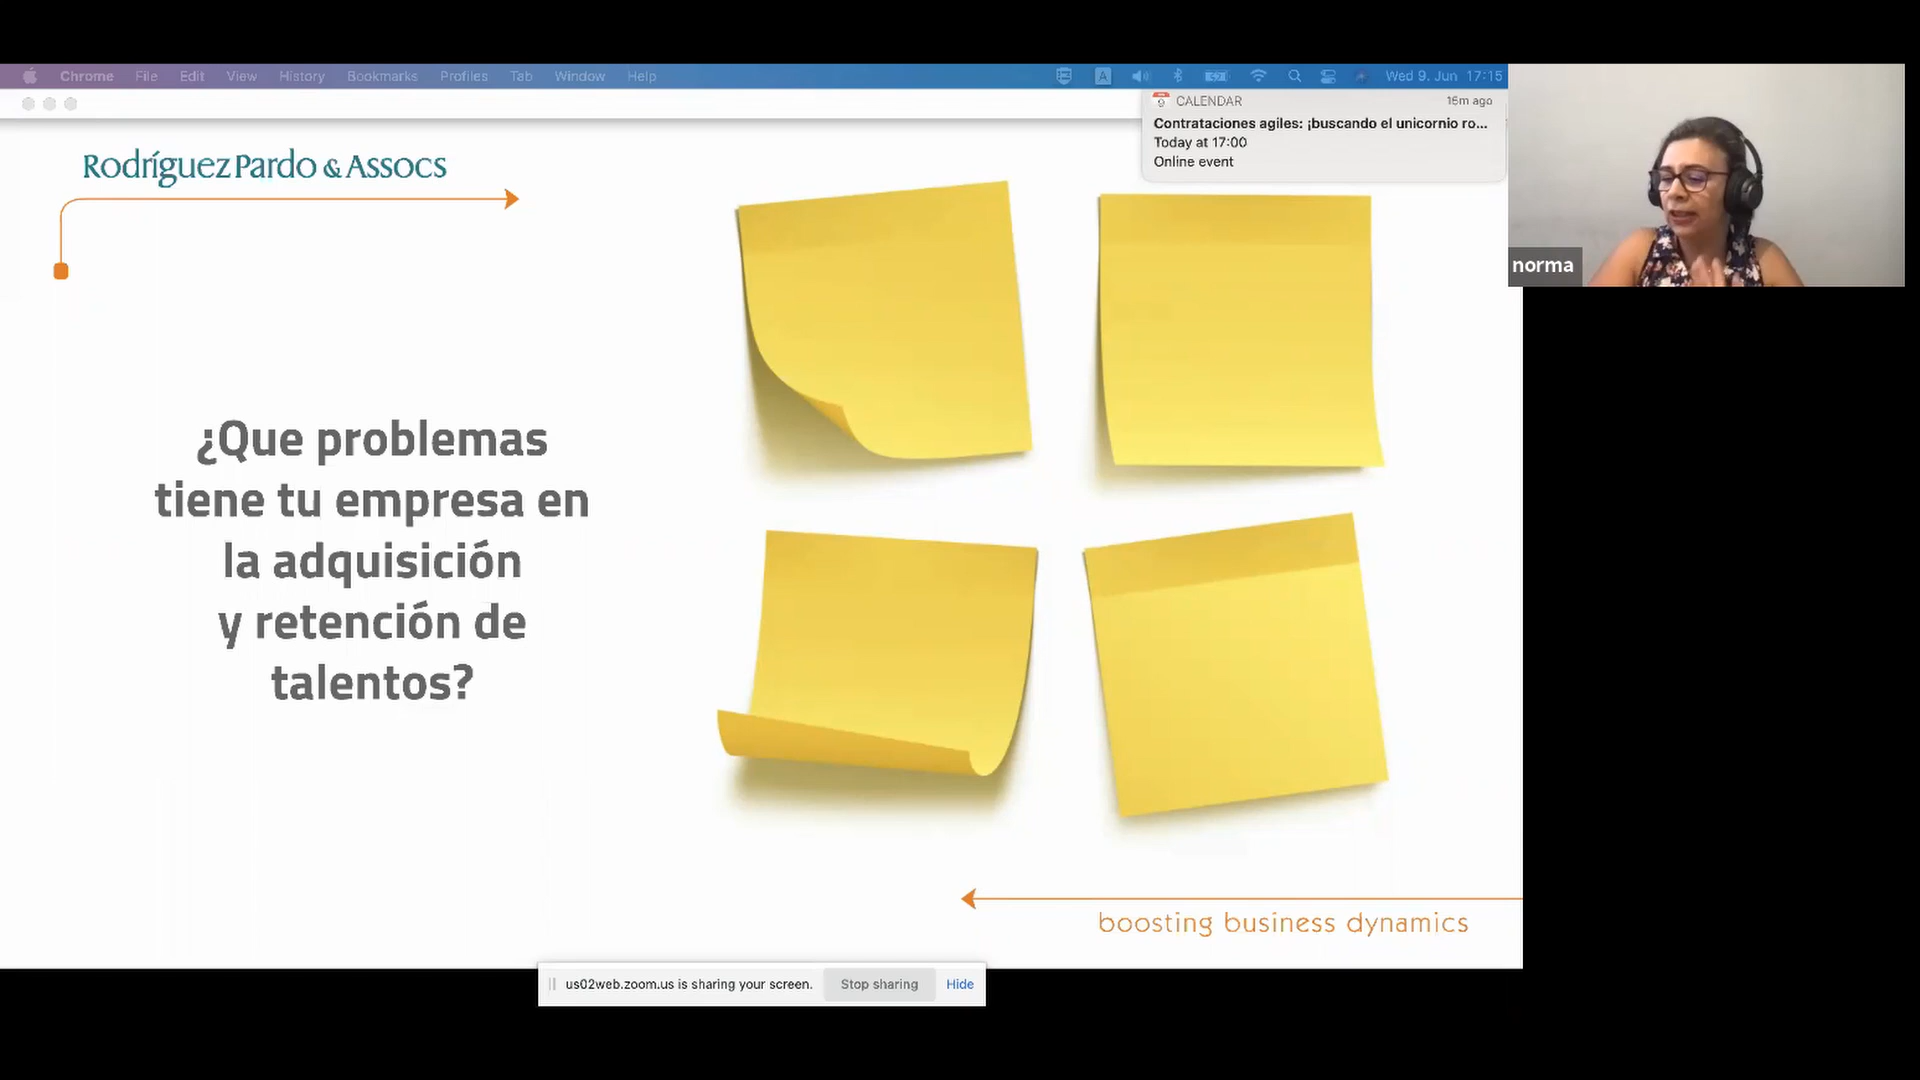 Chrome File Edit View History Bookmarks Profiles Tab Window Help
A
Wed 9. Jun 17:15
9 CALENDAR 16m ago
Contrataciones agiles: ¡buscando el unicornio ro...
Today at 17:00
Online event
norma
Rodríguez Pardo & Assocs
¿Que problemas
tiene tu empresa en
la adquisición
y retención de
talentos?
boosting business dynamics
us02web.zoom.us is sharing your screen. Stop sharing Hide